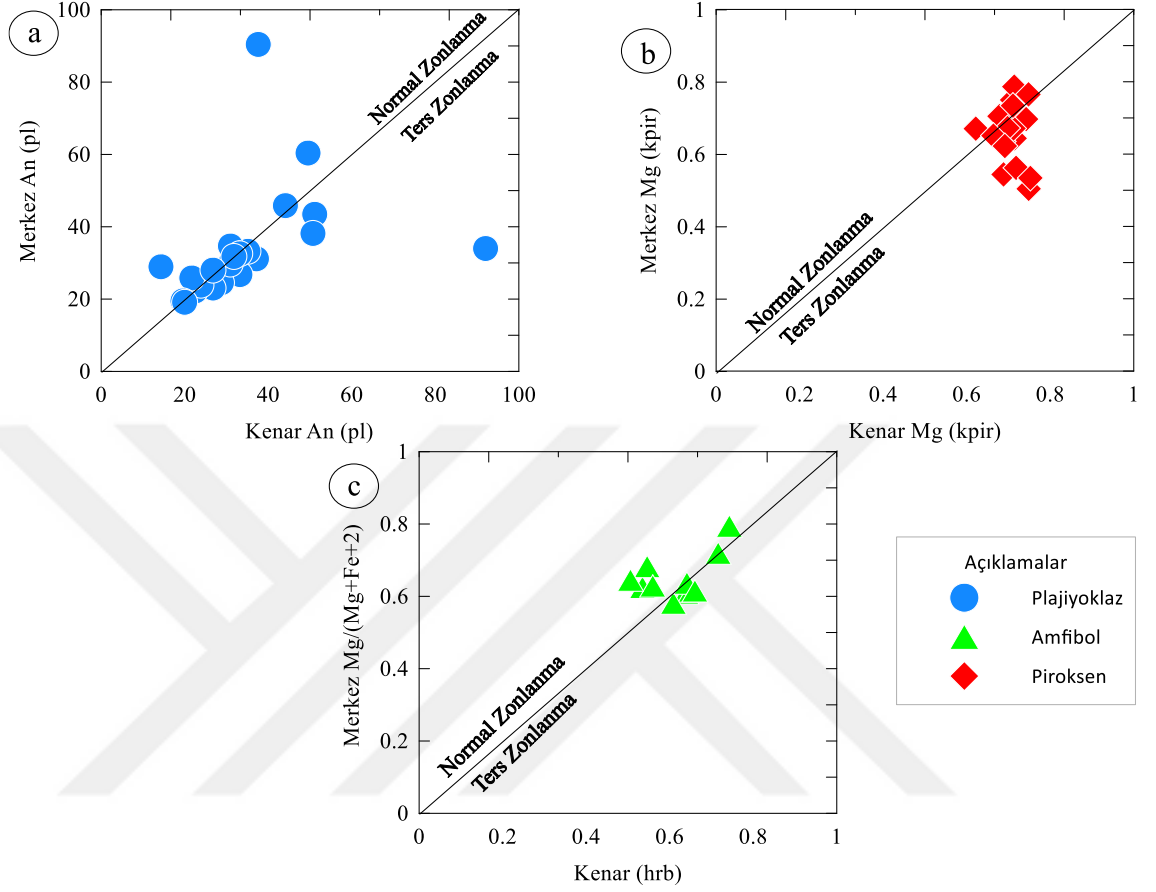 a
100
80
60
40
20
0
Merkez An (pl)
Normal Zonlanma
Ters Zonlanma
0
20
40
60
80
100
Kenar An (pl)
b
1
0.8
0.6
0.4
0.2
0
Merkez Mg (kpir)
Normal Zonlanma
Ters Zonlanma
0
0.2
0.4
0.6
0.8
1
Kenar Mg (kpir)
c
1
0.8
0.6
0.4
0.2
0
Merkez Mg/(Mg+Fe+2)
Normal Zonlanma
Ters Zonlanma
0
0.2
0.4
0.6
0.8
1
Kenar (hrb)
Açıklamalar
Plajiyoklaz
Amfibol
Piroksen